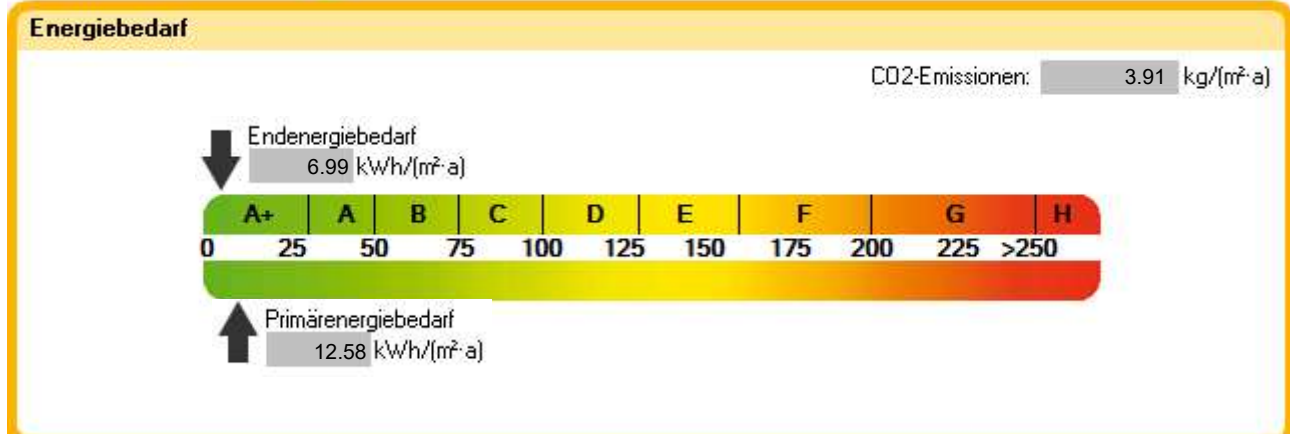 Energiebedarf
CO2-Emissionen: 3.91 kg/(m²·a)
Endenergiebedarf
6.99 kWh/(m²·a)
A+ A B C D E F G H
0 25 50 75 100 125 150 175 200 225 >250
Primärenergiebedarf
12.58 kWh/(m²·a)